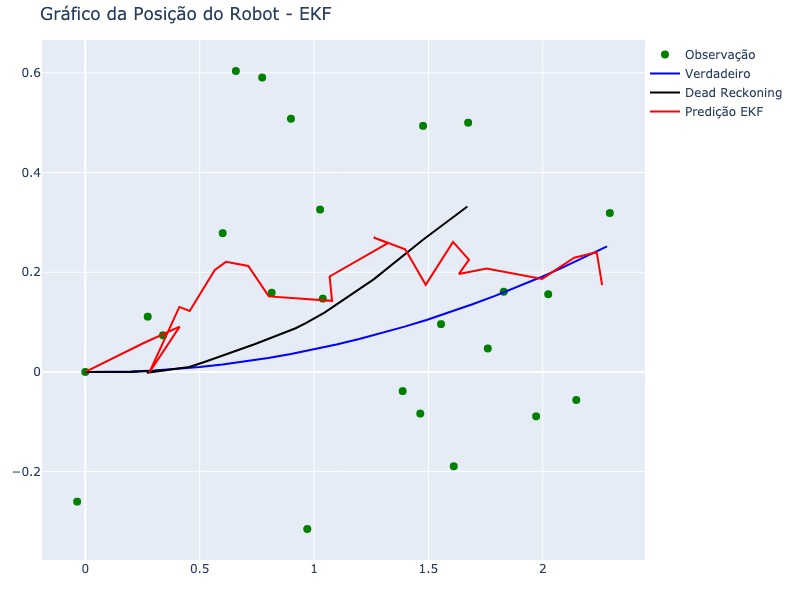 Gráfico da Posição do Robot - EKF
Observação
Verdadeiro
Dead Reckoning
Predição EKF
0.6
0.4
0.2
0
−0.2
0 0.5 1 1.5 2